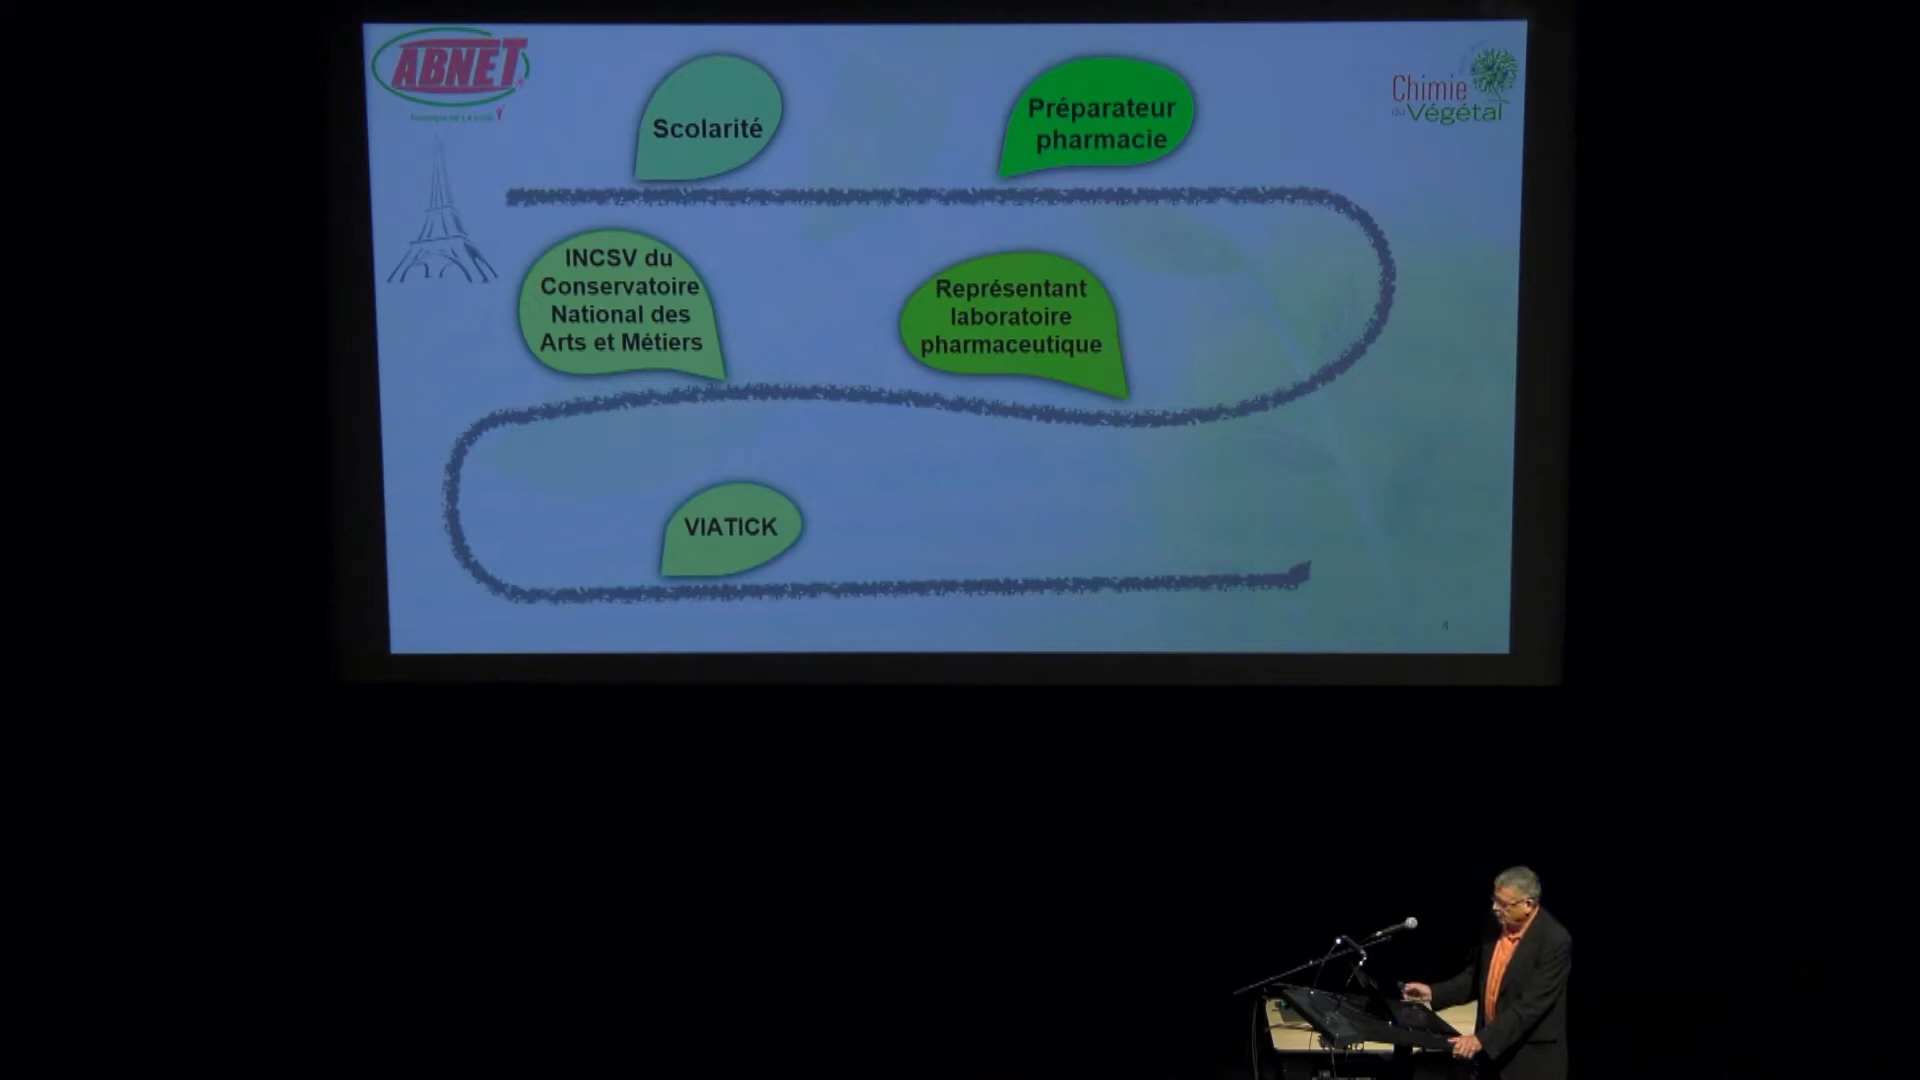 ABNET
Chimie
du Végétal
Scolarité
Préparateur
pharmacie
INCSV du
Conservatoire
National des
Arts et Métiers
Représentant
laboratoire
pharmaceutique
VIATICK
4